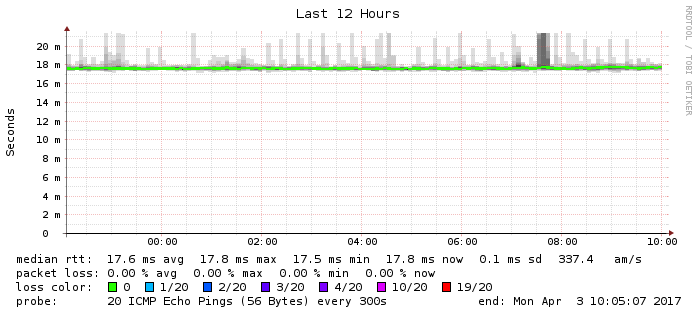 Last 12 Hours
RRDTOOL / TOBI OETIKER
Seconds
20 m
18 m
16 m
14 m
12 m
10 m
8 m
6 m
4 m
2 m
0
00:00 02:00 04:00 06:00 08:00 10:00
median rtt: 17.6 ms avg 17.8 ms max 17.5 ms min 17.8 ms now 0.1 ms sd 337.4 am/s
packet loss: 0.00 % avg 0.00 % max 0.00 % min 0.00 % now
loss color: 0 1/20 2/20 3/20 4/20 10/20 19/20
probe: 20 ICMP Echo Pings (56 Bytes) every 300s end: Mon Apr 3 10:05:07 2017